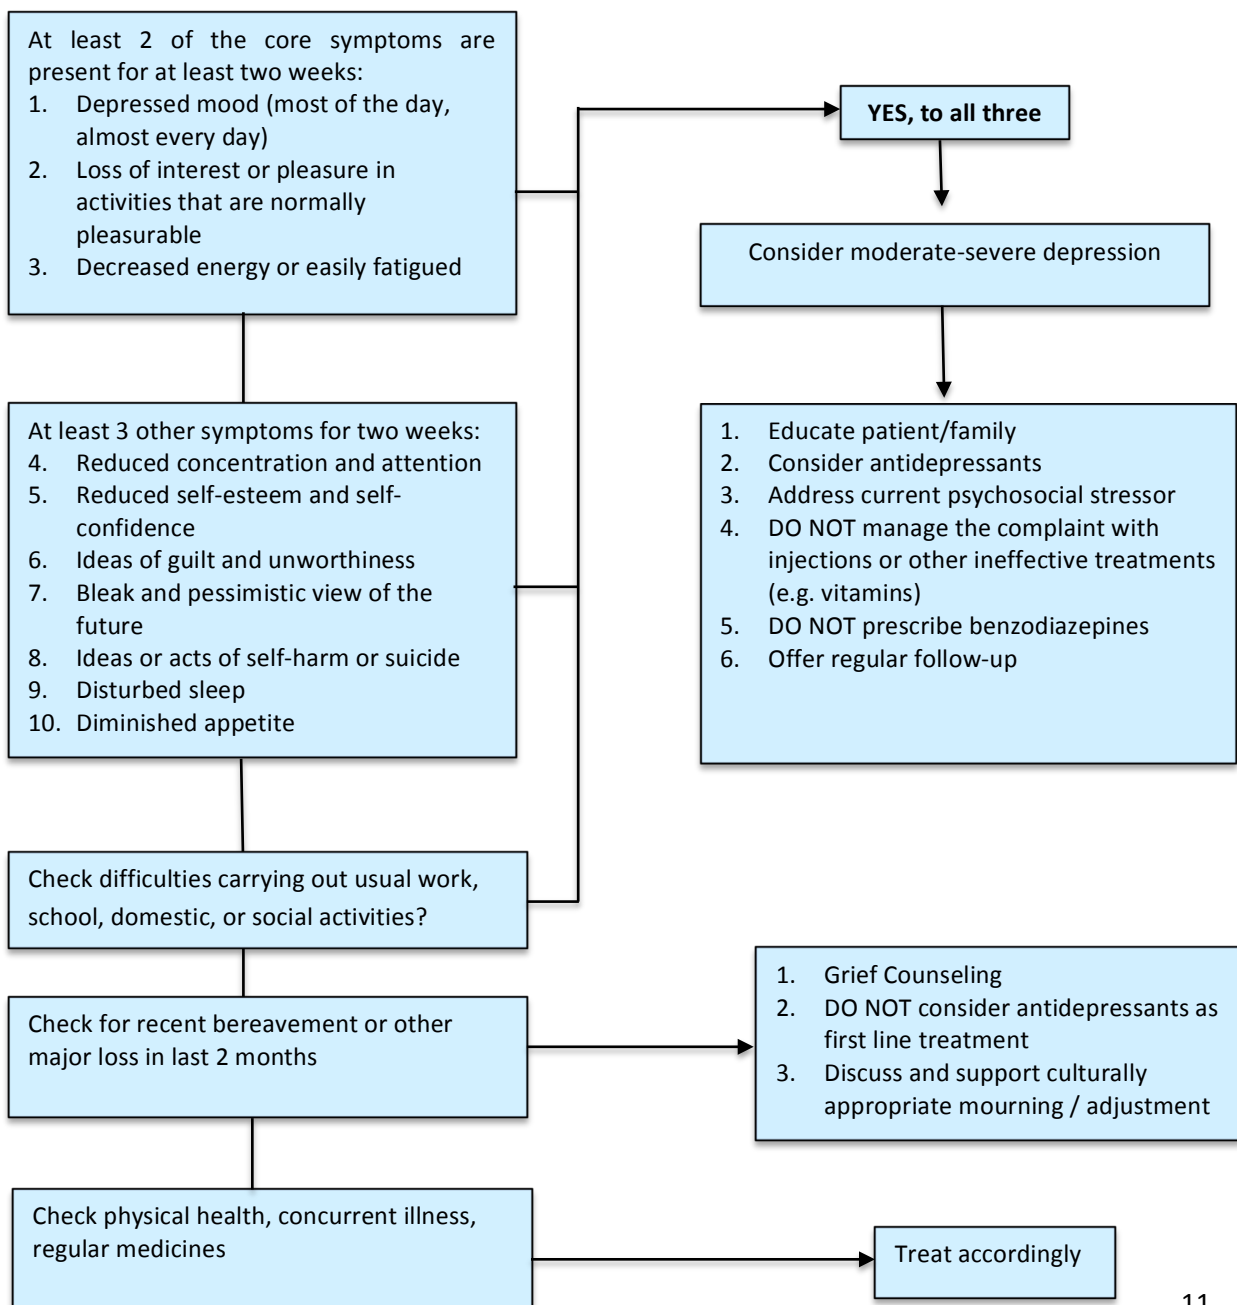 At least 2 of the core symptoms are
present for at least two weeks:
1. Depressed mood (most of the day,
almost every day)
2. Loss of interest or pleasure in
activities that are normally
pleasurable
3. Decreased energy or easily fatigued
YES, to all three
Consider moderate-severe depression
At least 3 other symptoms for two weeks:
4. Reduced concentration and attention
5. Reduced self-esteem and self-
confidence
6. Ideas of guilt and unworthiness
7. Bleak and pessimistic view of the
future
8. Ideas or acts of self-harm or suicide
9. Disturbed sleep
10. Diminished appetite
1. Educate patient/family
2. Consider antidepressants
3. Address current psychosocial stressor
4. DO NOT manage the complaint with
injections or other ineffective treatments
(e.g. vitamins)
5. DO NOT prescribe benzodiazepines
6. Offer regular follow-up
Check difficulties carrying out usual work,
school, domestic, or social activities?
Check for recent bereavement or other
major loss in last 2 months
1. Grief Counseling
2. DO NOT consider antidepressants as
first line treatment
3. Discuss and support culturally
appropriate mourning / adjustment
Check physical health, concurrent illness,
regular medicines
Treat accordingly
11